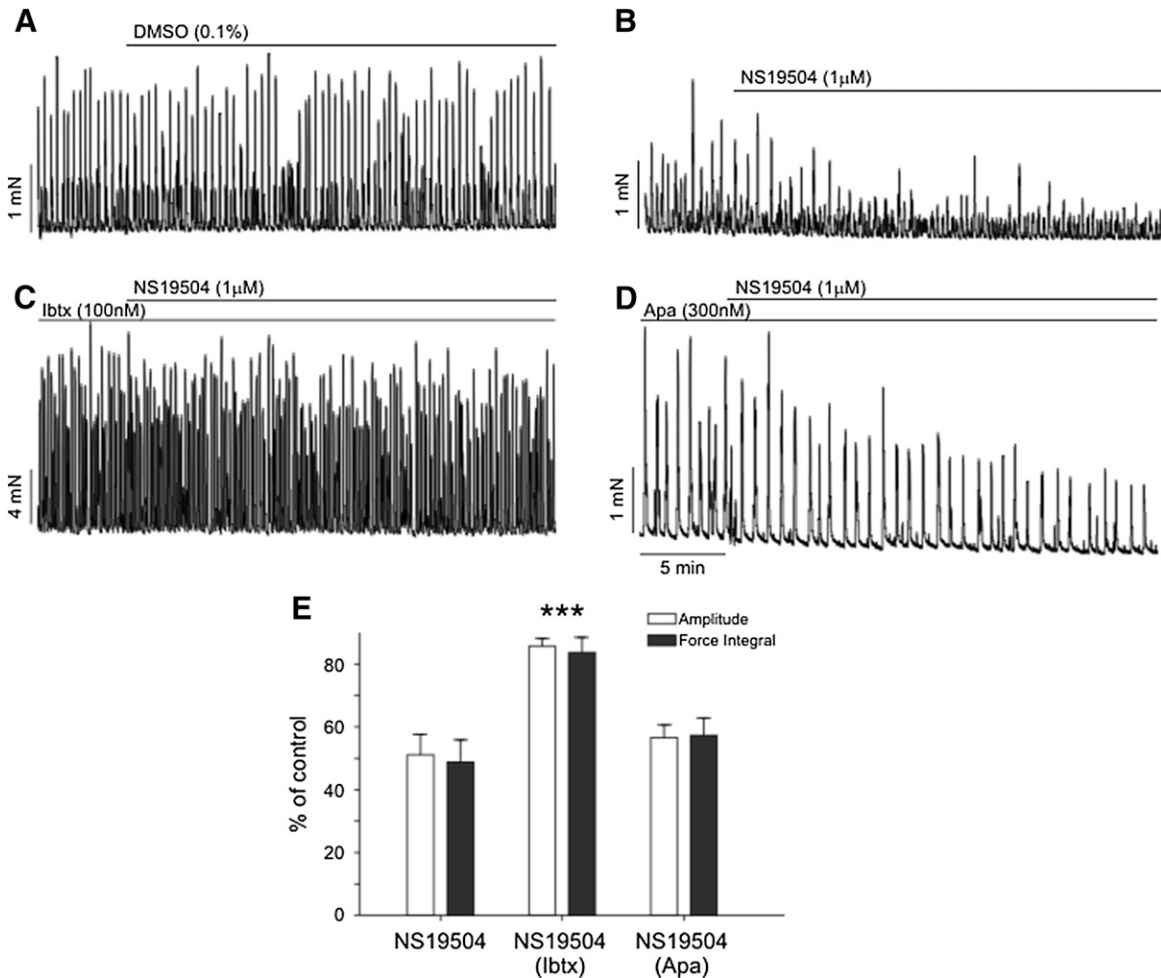 A
DMSO (0.1%)
1 mN
B
NS19504 (1μM)
1 mN
C
NS19504 (1μM)
Ibtx (100nM)
4 mN
D
NS19504 (1μM)
Apa (300nM)
1 mN
5 min
E
***
Amplitude
Force Integral
% of control
80
60
40
20
0
NS19504
NS19504
(Ibtx)
NS19504
(Apa)